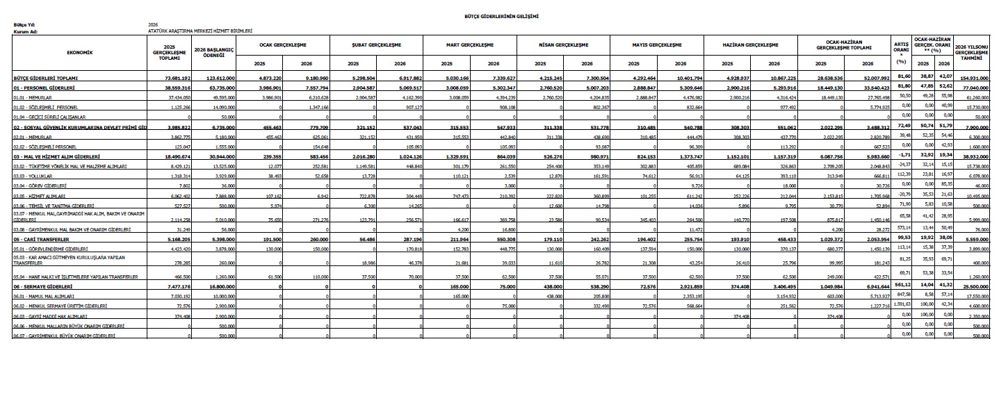 BÜTÇE GİDERLERİNİN GELİŞİMİ
Bütçe Yıl: 2026
Kurum Ad: ATATÜRK ARAŞTIRMA MERKEZİ HİZMET BİRİMLERİ
EKONOMİK 2025 GERÇEKLEŞME TOPLAMI 2026 BAŞLANGIÇ ÖDENEĞİ OCAK GERÇEKLEŞME ŞUBAT GERÇEKLEŞME MART GERÇEKLEŞME NİSAN GERÇEKLEŞME MAYIS GERÇEKLEŞME HAZİRAN GERÇEKLEŞME OCAK-HAZİRAN GERÇEKLEŞME TOPLAMI ARTIŞ ORANI * (%) OCAK-HAZİRAN GERÇEK. ORANI ** (%) 2026 YILSONU GERÇEKLEŞME TAHMİNİ
2025 2026 2025 2026 2025 2026 2025 2026 2025 2026 2025 2026 2025 2026 2025 2026
BÜTÇE GİDERLERİ TOPLAMI 73.681.192 123.612.000 4.873.220 9.180.960 5.298.504 6.917.882 5.030.166 7.339.627 4.215.245 7.300.504 4.292.464 10.401.794 4.928.937 10.867.225 28.638.536 52.007.992 81,60 38,87 42,07 154.931.000
01 - PERSONEL GİDERLERİ 38.559.316 63.735.000 3.986.901 7.557.794 2.904.587 5.069.517 3.008.059 5.302.347 2.760.520 5.007.203 2.888.847 5.309.646 2.900.216 5.293.916 18.449.130 33.540.423 81,80 47,85 52,62 77.040.000
01.01 - MEMURLAR 37.434.050 49.595.000 3.986.901 6.210.628 2.904.587 4.162.390 3.008.059 4.394.239 2.760.520 4.204.835 2.888.847 4.476.982 2.900.216 4.316.424 18.449.130 27.765.498 50,50 49,28 55,98 61.260.000
01.02 - SÖZLEŞMELİ PERSONEL 1.125.266 14.090.000 0 1.347.166 0 907.127 0 908.108 0 802.367 0 832.664 0 977.492 0 5.774.925 0,00 0,00 40,99 15.730.000
01.04 - GEÇİCİ SÜRELİ ÇALIŞANLAR 0 50.000 0 0 0 0 0 0 0 0 0 0 0 0 0 0 0,00 0,00 0,00 50.000
02 - SOSYAL GÜVENLİK KURUMLARINA DEVLET PRİMİ GİD 3.985.822 6.735.000 455.463 779.709 321.152 537.043 315.553 547.933 311.338 531.778 310.485 540.788 308.303 551.062 2.022.295 3.488.312 72,49 50,74 51,79 7.900.000
02.01 - MEMURLAR 3.862.775 5.180.000 455.463 625.061 321.152 431.950 315.553 442.840 311.338 438.690 310.485 444.479 308.303 437.770 2.022.295 2.820.789 39,48 52,35 54,46 6.300.000
02.02 - SÖZLEŞMELİ PERSONEL 123.047 1.555.000 0 154.648 0 105.093 0 105.093 0 93.087 0 96.309 0 113.292 0 667.523 0,00 0,00 42,93 1.600.000
03 - MAL VE HİZMET ALIM GİDERLERİ 18.490.674 30.944.000 239.355 583.456 2.016.280 1.024.126 1.329.591 864.039 526.276 980.971 824.153 1.373.747 1.152.101 1.157.319 6.087.756 5.983.660 -1,71 32,92 19,34 38.932.000
03.02 - TÜKETİME YÖNELİK MAL VE MALZEME ALIMLARI 8.429.121 13.525.000 12.077 252.581 1.149.581 448.840 301.179 261.550 254.400 353.149 302.883 405.859 689.084 326.863 2.709.205 2.048.843 -24,37 32,14 15,15 15.738.000
03.03 - YOLLUKLAR 1.318.314 3.929.000 38.493 52.658 13.728 0 110.121 2.539 12.870 161.591 74.612 56.913 64.125 393.110 313.929 666.811 112,39 23,81 16,97 6.078.000
03.04 - GÖREV GİDERLERİ 7.802 36.000 0 0 0 0 0 3.000 0 0 0 9.726 0 18.000 0 30.726 0,00 0,00 85,35 46.000
03.05 - HİZMET ALIMLARI 6.062.402 7.888.000 107.162 6.942 722.878 304.449 747.473 210.392 222.820 360.899 101.255 611.242 252.226 212.044 2.153.815 1.705.968 -20,79 35,53 21,63 10.495.000
03.06 - TEMSİL VE TANITMA GİDERLERİ 527.527 500.000 5.974 0 6.300 14.265 0 0 12.600 14.798 0 14.036 5.896 9.795 30.770 52.894 71,90 5,83 10,58 500.000
03.07 - MENKUL MAL,GAYRİMADDİ HAK ALIM, BAKIM VE ONARIM GİDERLERİ 2.114.258 5.010.000 75.650 271.276 123.791 256.571 166.617 369.758 23.586 90.534 345.403 264.500 140.770 197.508 875.817 1.450.146 65,58 41,42 28,95 5.999.000
03.08 - GAYRİMENKUL MAL BAKIM VE ONARIM GİDERLERİ 31.249 56.000 0 0 0 0 4.200 16.800 0 0 0 11.472 0 0 4.200 28.272 573,14 13,44 50,49 76.000
05 - CARİ TRANSFERLER 5.168.205 5.398.000 191.500 260.000 56.486 287.196 211.964 550.308 179.110 242.262 196.402 255.754 193.910 458.433 1.029.372 2.053.954 99,53 19,92 38,05 5.559.000
05.01 - GÖREVLENDİRME GİDERLERİ 4.423.420 3.878.000 130.000 150.000 0 170.818 152.783 448.775 130.000 160.409 137.594 150.000 130.000 370.137 680.377 1.450.139 113,14 15,38 37,39 3.899.000
05.03 - KAR AMACI GÜTMEYEN KURULUŞLARA YAPILAN TRANSFERLER 278.285 260.000 0 0 18.986 46.378 21.681 39.033 11.610 26.782 21.308 43.254 26.410 25.796 99.995 181.243 81,25 35,93 69,71 400.000
05.04 - HANE HALKI VE İŞLETMELERE YAPILAN TRANSFERLER 466.500 1.260.000 61.500 110.000 37.500 70.000 37.500 62.500 37.500 55.071 37.500 62.500 37.500 62.500 249.000 422.571 69,71 53,38 33,54 1.260.000
06 - SERMAYE GİDERLERİ 7.477.176 16.800.000 0 0 0 0 165.000 75.000 438.000 538.290 72.576 2.921.859 374.408 3.406.495 1.049.984 6.941.644 561,12 14,04 41,32 25.500.000
06.01 - MAMUL MAL ALIMLARI 7.030.192 10.000.000 0 0 0 0 165.000 0 438.000 205.800 0 2.353.195 0 3.154.932 603.000 5.713.927 847,58 8,58 57,14 17.550.000
06.02 - MENKUL SERMAYE ÜRETİM GİDERLERİ 72.576 2.900.000 0 0 0 0 0 75.000 0 332.490 72.576 568.664 0 251.562 72.576 1.227.716 1.591,63 100,00 42,34 4.600.000
06.03 - GAYRİ MADDİ HAK ALIMLARI 374.408 2.900.000 0 0 0 0 0 0 0 0 0 0 374.408 0 374.408 0 0,00 100,00 0,00 2.350.000
06.06 - MENKUL MALLARIN BÜYÜK ONARIM GİDERLERİ 0 500.000 0 0 0 0 0 0 0 0 0 0 0 0 0 0 0,00 0,00 0,00 500.000
06.07 - GAYRİMENKUL BÜYÜK ONARIM GİDERLERİ 0 500.000 0 0 0 0 0 0 0 0 0 0 0 0 0 0 0,00 0,00 0,00 500.000